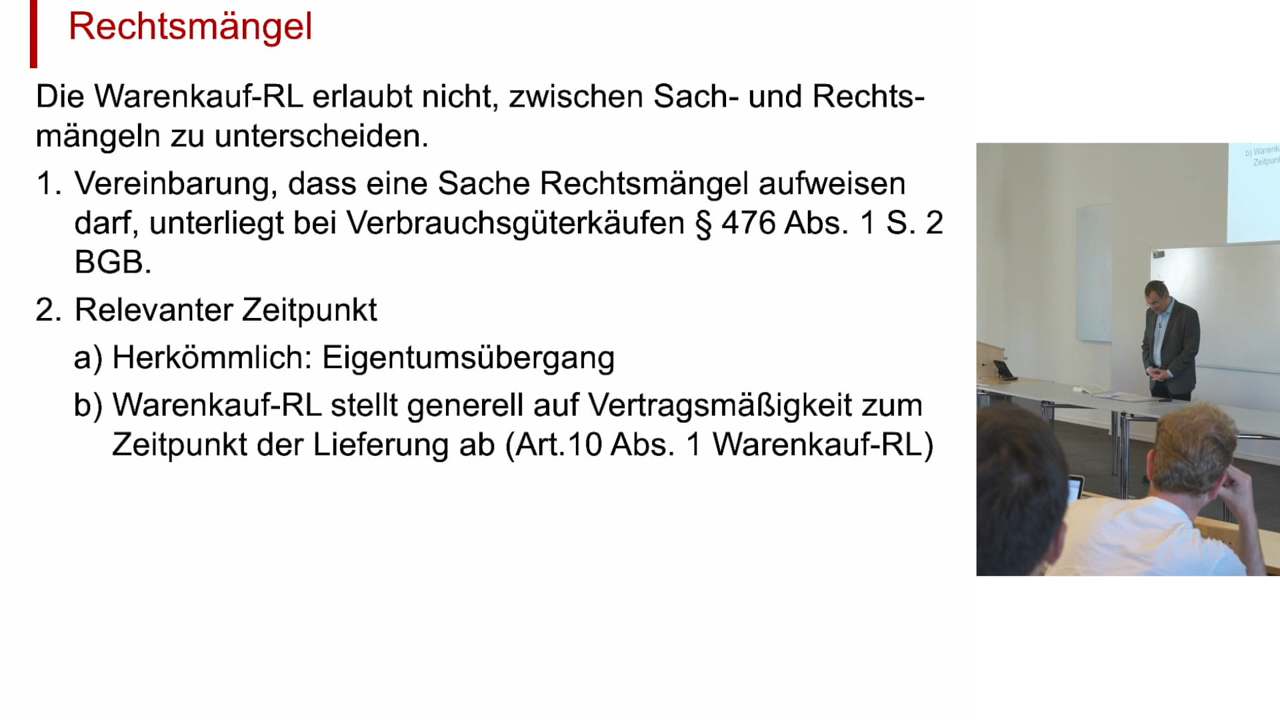 Rechtsmängel
Die Warenkauf-RL erlaubt nicht, zwischen Sach- und Rechts-
mängeln zu unterscheiden.
1. Vereinbarung, dass eine Sache Rechtsmängel aufweisen
darf, unterliegt bei Verbrauchsgüterkäufen § 476 Abs. 1 S. 2
BGB.
2. Relevanter Zeitpunkt
a) Herkömmlich: Eigentumsübergang
b) Warenkauf-RL stellt generell auf Vertragsmäßigkeit zum
Zeitpunkt der Lieferung ab (Art.10 Abs. 1 Warenkauf-RL)
b)